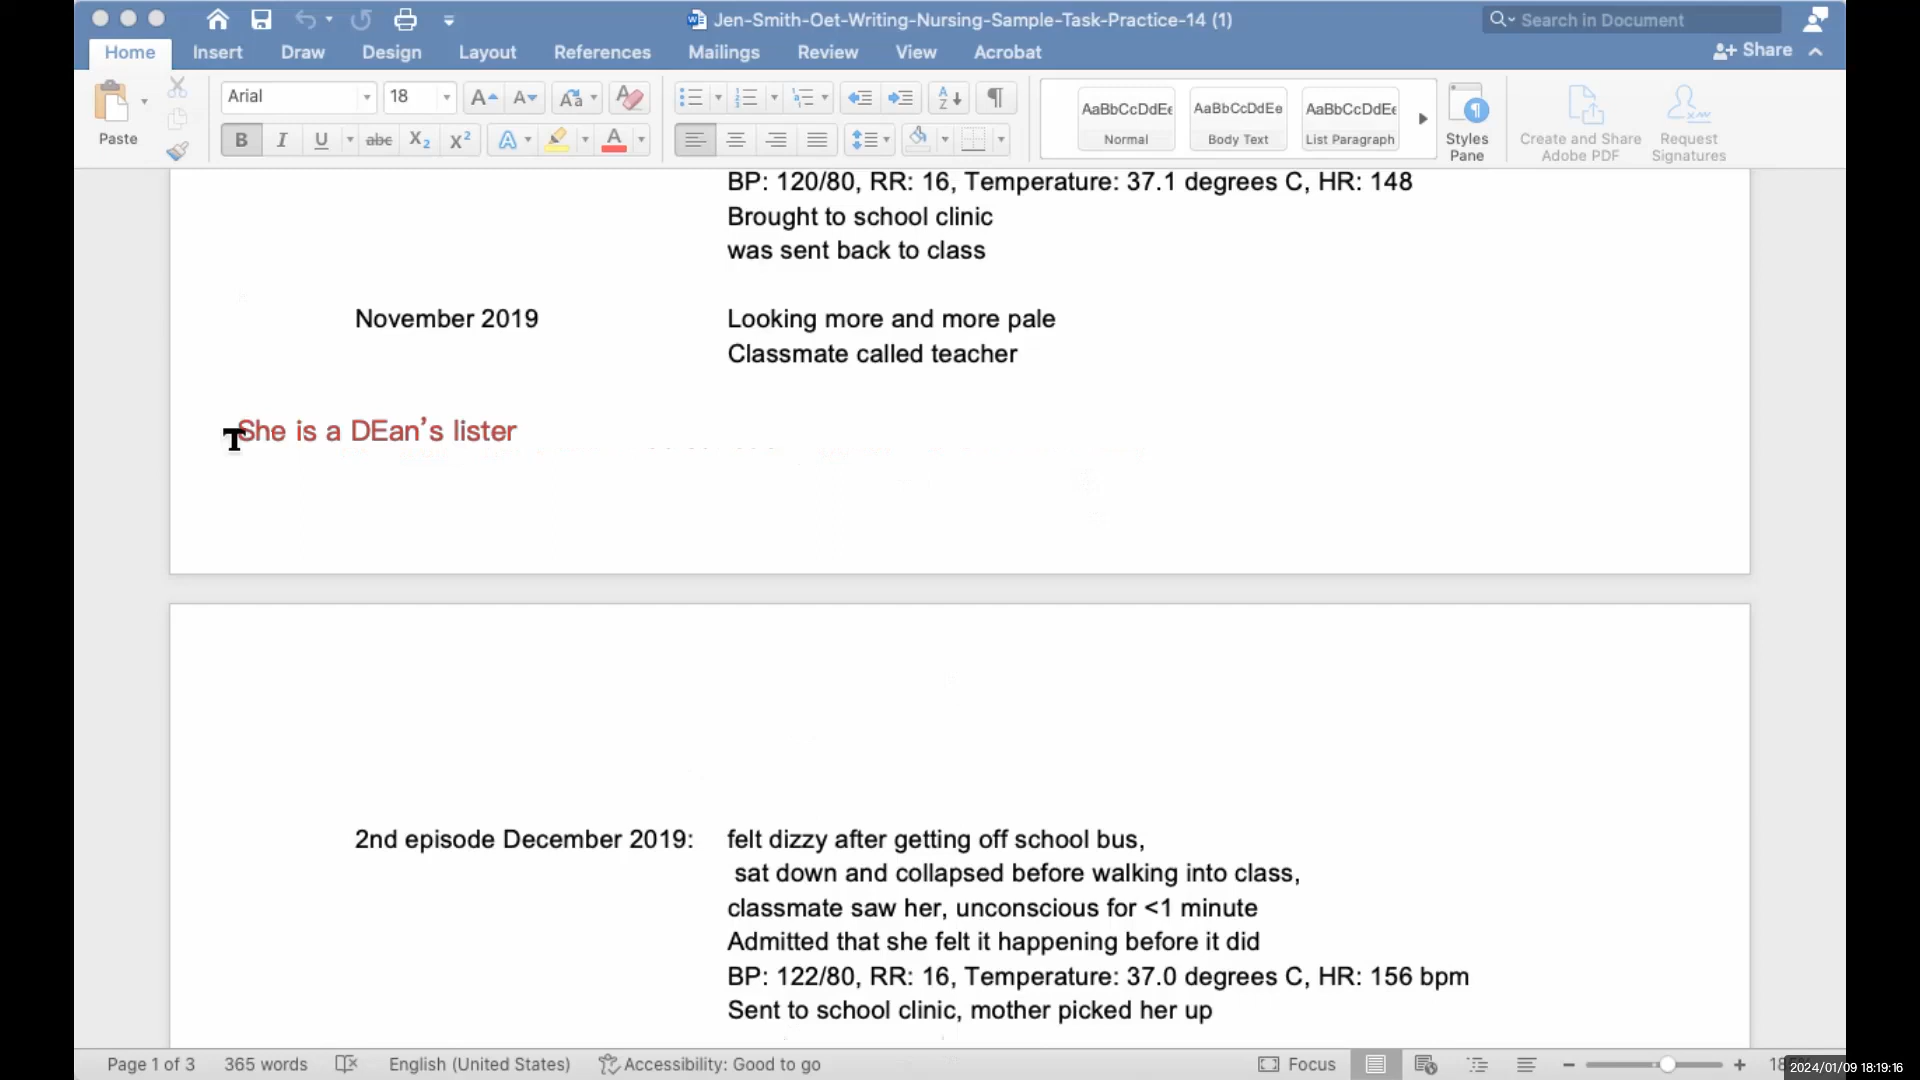 Jen-Smith-Oet-Writing-Nursing-Sample-Task-Practice-14 (1)
Search in Document
Home Insert Draw Design Layout References Mailings Review View Acrobat
Share
Paste
Arial 18
AaBbCcDdEe AaBbCcDdEe AaBbCcDdEe
Normal Body Text List Paragraph
Styles Pane
Create and Share Adobe PDF
Request Signatures
BP: 120/80, RR: 16, Temperature: 37.1 degrees C, HR: 148
Brought to school clinic
was sent back to class
November 2019 Looking more and more pale
Classmate called teacher
She is a DEan's lister
2nd episode December 2019: felt dizzy after getting off school bus,
sat down and collapsed before walking into class,
classmate saw her, unconscious for <1 minute
Admitted that she felt it happening before it did
BP: 122/80, RR: 16, Temperature: 37.0 degrees C, HR: 156 bpm
Sent to school clinic, mother picked her up
Page 1 of 3 365 words English (United States) Accessibility: Good to go Focus
2024/01/09 18:19:16